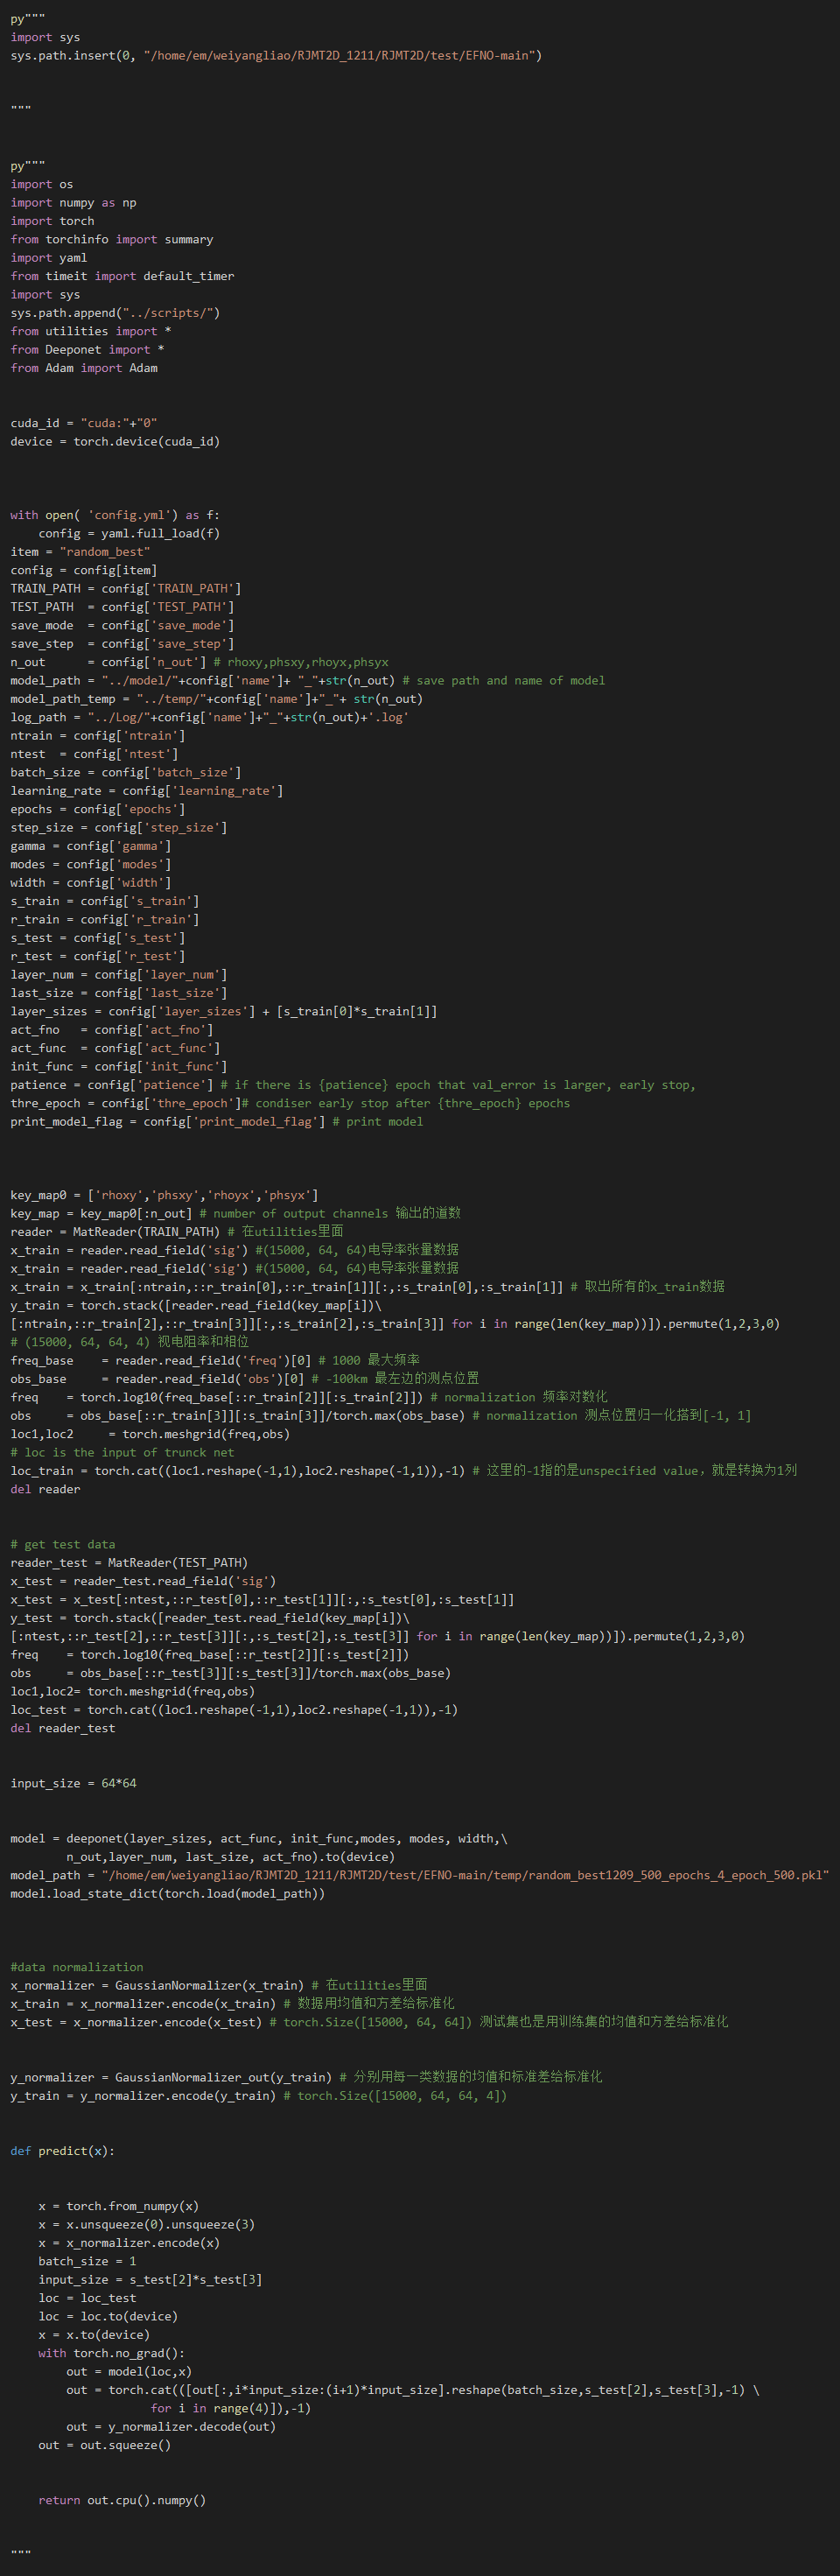 py"""
import sys
sys.path.insert(0, "/home/em/weiyangliao/RJMT2D_1211/RJMT2D/test/EFNO-main")
"""
py"""
import os
import numpy as np
import torch
from torchinfo import summary
import yaml
from timeit import default_timer
import sys
sys.path.append("../scripts/")
from utilities import *
from Deeponet import *
from Adam import Adam
cuda_id = "cuda:"+"0"
device = torch.device(cuda_id)
with open( 'config.yml') as f:
    config = yaml.full_load(f)
item = "random_best"
config = config[item]
TRAIN_PATH = config['TRAIN_PATH']
TEST_PATH  = config['TEST_PATH']
save_mode  = config['save_mode']
save_step  = config['save_step']
n_out      = config['n_out'] # rhoxy,phsxy,rhoyx,phsyx
model_path = "../model/"+config['name']+ "_"+str(n_out) # save path and name of model
model_path_temp = "../temp/"+config['name']+"_"+ str(n_out)
log_path = "../Log/"+config['name']+"_"+str(n_out)+'.log'
ntrain = config['ntrain']
ntest  = config['ntest']
batch_size = config['batch_size']
learning_rate = config['learning_rate']
epochs = config['epochs']
step_size = config['step_size']
gamma = config['gamma']
modes = config['modes']
width = config['width']
s_train = config['s_train']
r_train = config['r_train']
s_test = config['s_test']
r_test = config['r_test']
layer_num = config['layer_num']
last_size = config['last_size']
layer_sizes = config['layer_sizes'] + [s_train[0]*s_train[1]]
act_fno   = config['act_fno']
act_func  = config['act_func']
init_func = config['init_func']
patience = config['patience'] # if there is {patience} epoch that val_error is larger, early stop,
thre_epoch = config['thre_epoch']# condiser early stop after {thre_epoch} epochs
print_model_flag = config['print_model_flag'] # print model
key_map0 = ['rhoxy','phsxy','rhoyx','phsyx']
key_map = key_map0[:n_out] # number of output channels 输出的道数
reader = MatReader(TRAIN_PATH) # 在utilities里面
x_train = reader.read_field('sig') #(15000, 64, 64)电导率张量数据
x_train = reader.read_field('sig') #(15000, 64, 64)电导率张量数据
x_train = x_train[:ntrain,::r_train[0],::r_train[1]][:,:s_train[0],:s_train[1]] # 取出所有的x_train数据
y_train = torch.stack([reader.read_field(key_map[i])\
[:ntrain,::r_train[2],::r_train[3]][:,:s_train[2],:s_train[3]] for i in range(len(key_map))]).permute(1,2,3,0)
# (15000, 64, 64, 4) 视电阻率和相位
freq_base    = reader.read_field('freq')[0] # 1000 最大频率
obs_base     = reader.read_field('obs')[0] # -100km 最左边的测点位置
freq    = torch.log10(freq_base[::r_train[2]][:s_train[2]]) # normalization 频率对数化
obs     = obs_base[::r_train[3]][:s_train[3]]/torch.max(obs_base) # normalization 测点位置归一化搭到[-1, 1]
loc1,loc2     = torch.meshgrid(freq,obs)
# loc is the input of trunck net
loc_train = torch.cat((loc1.reshape(-1,1),loc2.reshape(-1,1)),-1) # 这里的-1指的是unspecified value，就是转换为1列
del reader
# get test data
reader_test = MatReader(TEST_PATH)
x_test = reader_test.read_field('sig')
x_test = x_test[:ntest,::r_test[0],::r_test[1]][:,:s_test[0],:s_test[1]]
y_test = torch.stack([reader_test.read_field(key_map[i])\
[:ntest,::r_test[2],::r_test[3]][:,:s_test[2],:s_test[3]] for i in range(len(key_map))]).permute(1,2,3,0)
freq    = torch.log10(freq_base[::r_test[2]][:s_test[2]])
obs     = obs_base[::r_test[3]][:s_test[3]]/torch.max(obs_base)
loc1,loc2= torch.meshgrid(freq,obs)
loc_test = torch.cat((loc1.reshape(-1,1),loc2.reshape(-1,1)),-1)
del reader_test
input_size = 64*64
model = deeponet(layer_sizes, act_func, init_func,modes, modes, width,\
        n_out,layer_num, last_size, act_fno).to(device)
model_path = "/home/em/weiyangliao/RJMT2D_1211/RJMT2D/test/EFNO-main/temp/random_best1209_500_epochs_4_epoch_500.pkl"
model.load_state_dict(torch.load(model_path))
#data normalization
x_normalizer = GaussianNormalizer(x_train) # 在utilities里面
x_train = x_normalizer.encode(x_train) # 数据用均值和方差给标准化
x_test = x_normalizer.encode(x_test) # torch.Size([15000, 64, 64]) 测试集也是用训练集的均值和方差给标准化
y_normalizer = GaussianNormalizer_out(y_train) # 分别用每一类数据的均值和标准差给标准化
y_train = y_normalizer.encode(y_train) # torch.Size([15000, 64, 64, 4])
def predict(x):
    x = torch.from_numpy(x)
    x = x.unsqueeze(0).unsqueeze(3)
    x = x_normalizer.encode(x)
    batch_size = 1
    input_size = s_test[2]*s_test[3]
    loc = loc_test
    loc = loc.to(device)
    x = x.to(device)
    with torch.no_grad():
        out = model(loc,x)
        out = torch.cat(([out[:,i*input_size:(i+1)*input_size].reshape(batch_size,s_test[2],s_test[3],-1) \
                    for i in range(4)]),-1)
        out = y_normalizer.decode(out)
    out = out.squeeze()
    return out.cpu().numpy()
"""